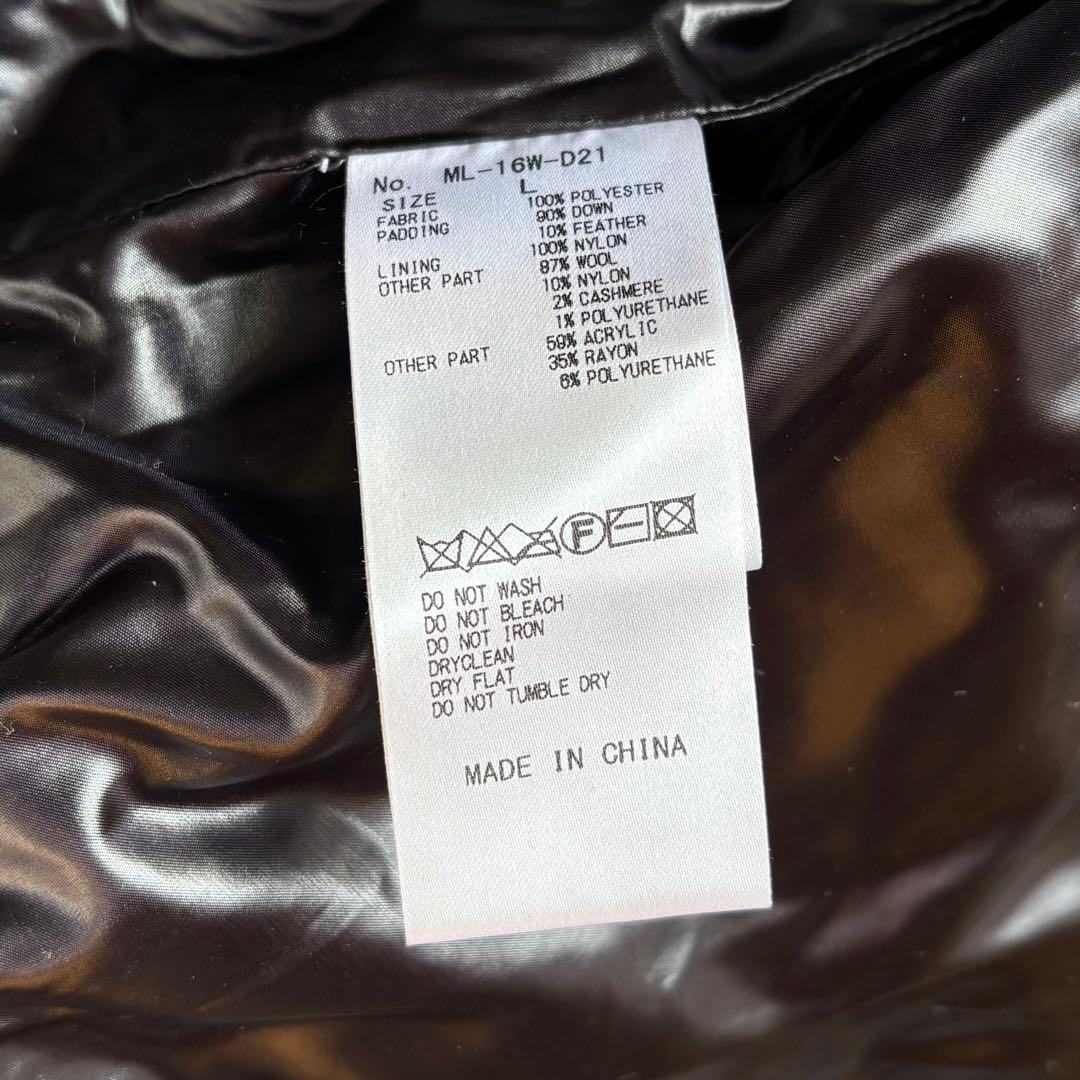 No. ML-16W-D21
SIZE L
FABRIC 100% POLYESTER
PADDING 90% DOWN
10% FEATHER
LINING 100% NYLON
OTHER PART 87% WOOL
10% NYLON
2% CASHMERE
1% POLYURETHANE
OTHER PART 59% ACRYLIC
35% RAYON
6% POLYURETHANE
F
DO NOT WASH
DO NOT BLEACH
DO NOT IRON
DRYCLEAN
DRY FLAT
DO NOT TUMBLE DRY
MADE IN CHINA